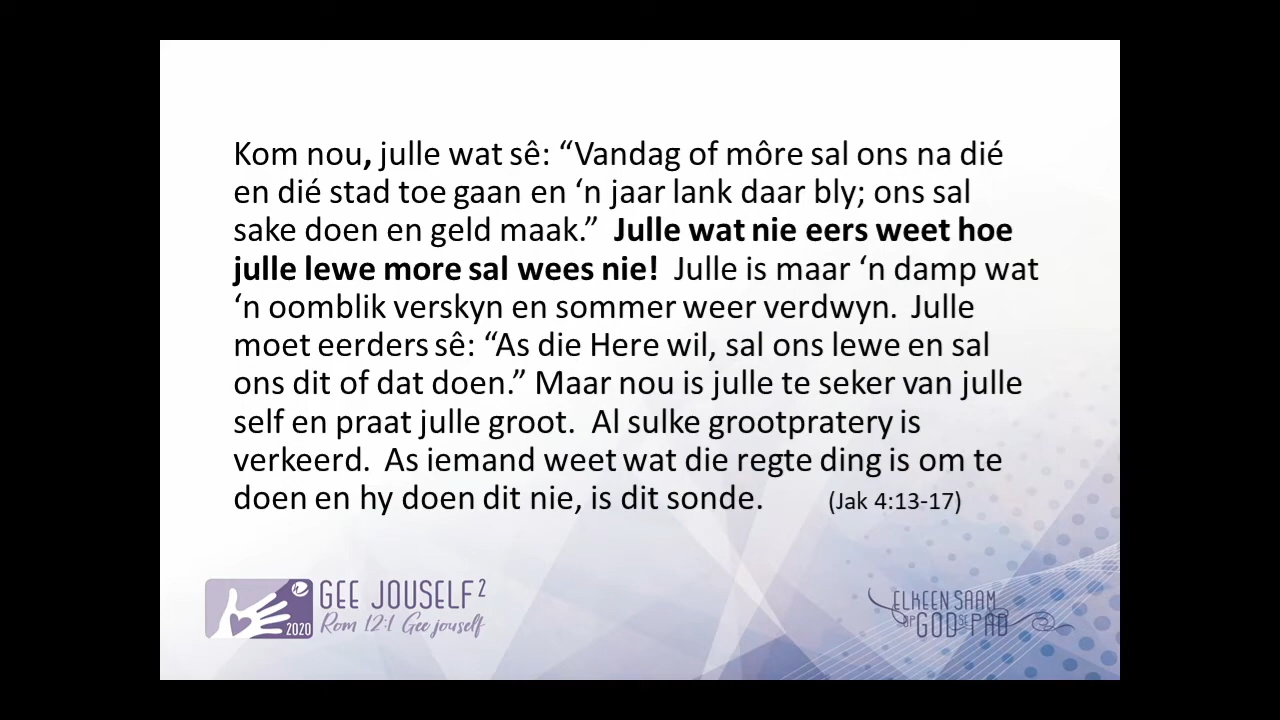 Kom nou, julle wat sê: “Vandag of môre sal ons na dié
en dié stad toe gaan en ‘n jaar lank daar bly; ons sal
sake doen en geld maak.” Julle wat nie eers weet hoe
julle lewe more sal wees nie! Julle is maar ‘n damp wat
‘n oomblik verskyn en sommer weer verdwyn. Julle
moet eerders sê: “As die Here wil, sal ons lewe en sal
ons dit of dat doen.” Maar nou is julle te seker van julle
self en praat julle groot. Al sulke grootpratery is
verkeerd. As iemand weet wat die regte ding is om te
doen en hy doen dit nie, is dit sonde. (Jak 4:13-17)
2020
GEE JOUSELF²
Rom 12:1 Gee jouself
ELKEEN SAAM
OP GOD SE PAD